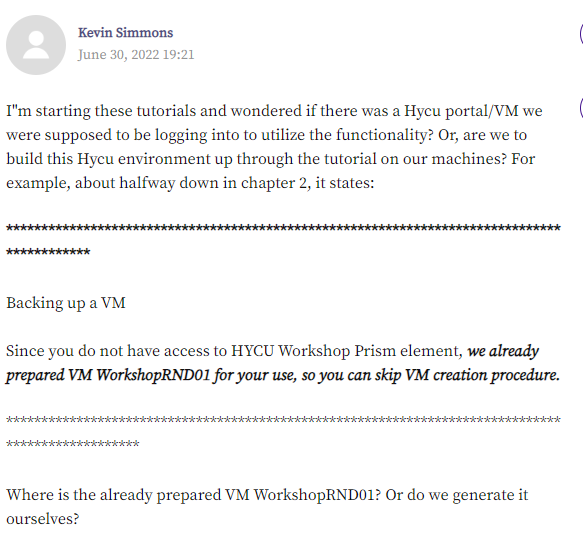 Kevin Simmons
June 30, 2022 19:21
I"m starting these tutorials and wondered if there was a Hycu portal/VM we
were supposed to be logging into to utilize the functionality? Or, are we to
build this Hycu environment up through the tutorial on our machines? For
example, about halfway down in chapter 2, it states:
*******************************************************************************
************
Backing up a VM
Since you do not have access to HYCU Workshop Prism element, we already
prepared VM WorkshopRND01 for your use, so you can skip VM creation procedure.
*******************************************************************************
*******************
Where is the already prepared VM WorkshopRND01? Or do we generate it
ourselves?